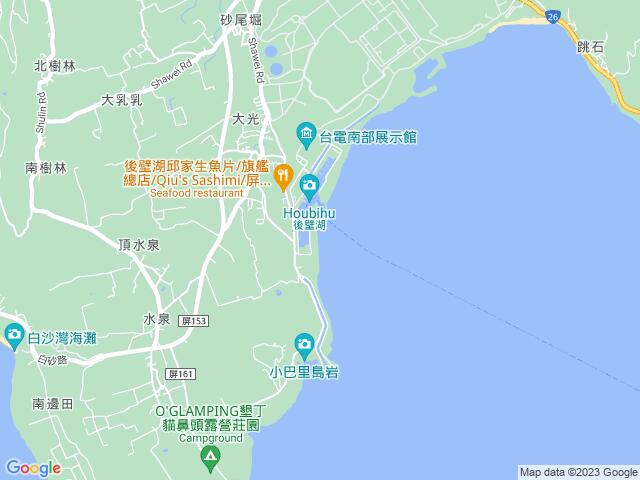 砂尾堀
26
跳石
Shawei Rd
北樹林
Shawei Rd
大乳乳
Shulin Rd
大光
台電南部展示館
南樹林
後壁湖邱家生魚片/旗艦
總店/Qiu's Sashimi/屏...
Seafood restaurant
Houbihu
後壁湖
頂水泉
水泉
屏153
白沙灣海灘
白砂路
小巴里島岩
屏161
南邊田
O'GLAMPING墾丁
貓鼻頭露營莊園
Campground
Google
Map data ©2023 Google